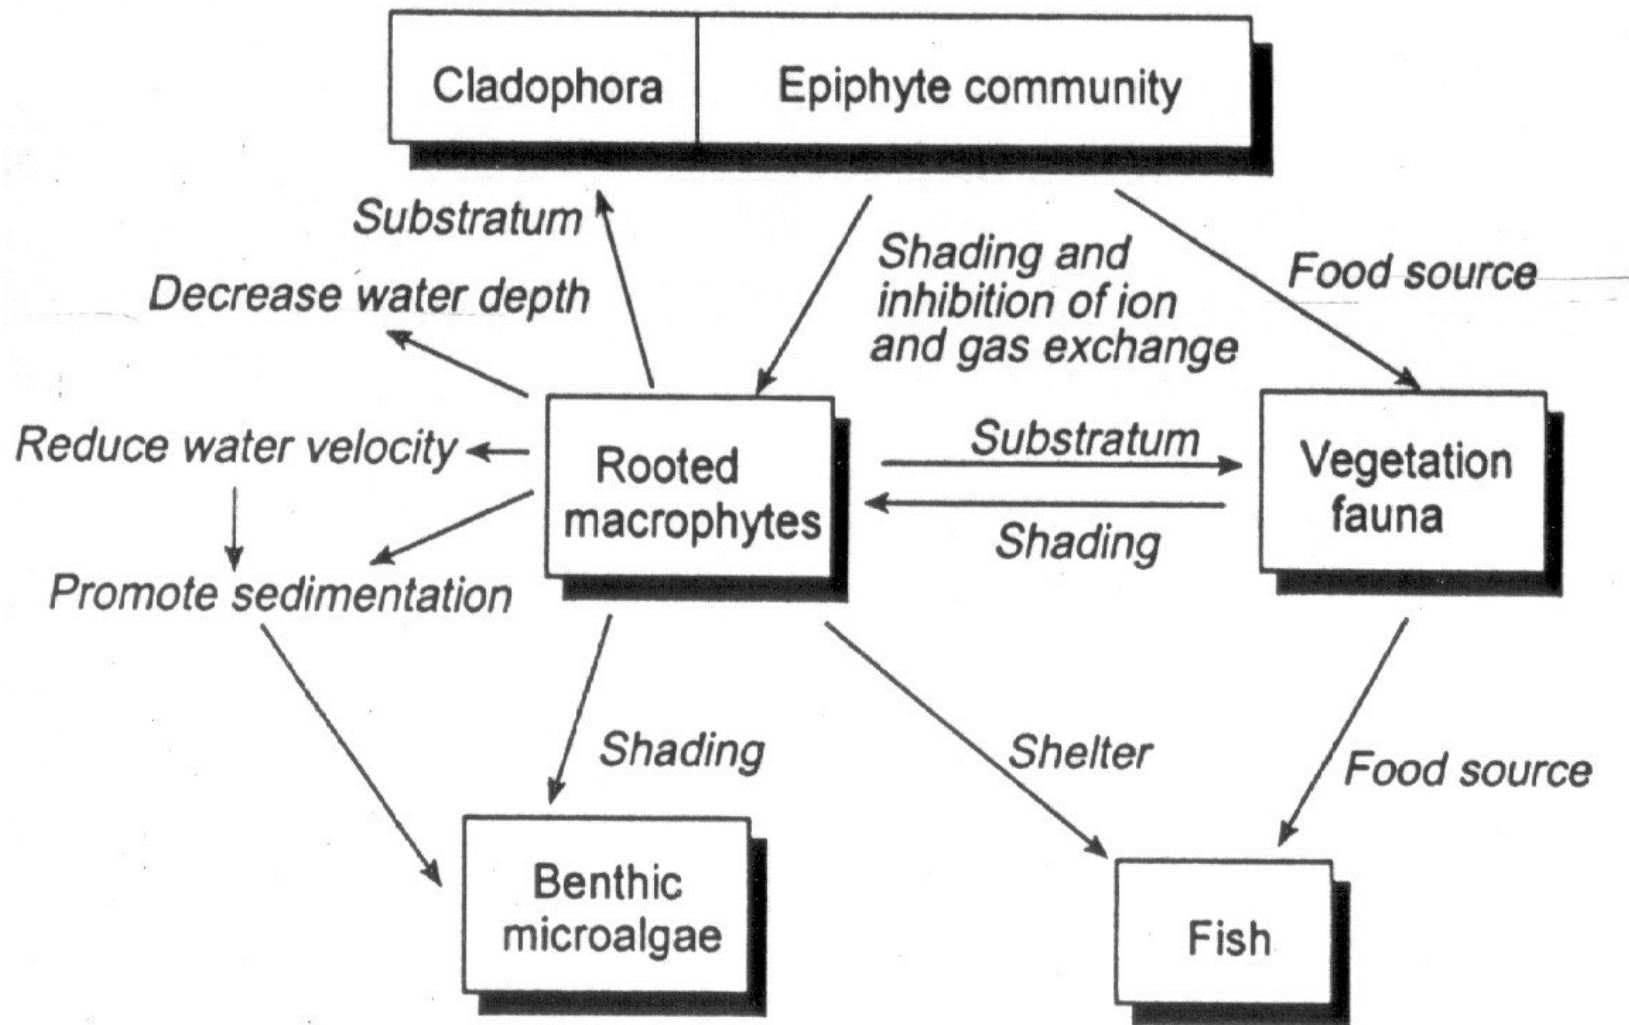 Cladophora
Epiphyte community
Substratum
Shading and
inhibition of ion
and gas exchange
Food source
Decrease water depth
Reduce water velocity
Rooted
macrophytes
Substratum
Shading
Vegetation
fauna
Promote sedimentation
Shading
Shelter
Food source
Benthic
microalgae
Fish